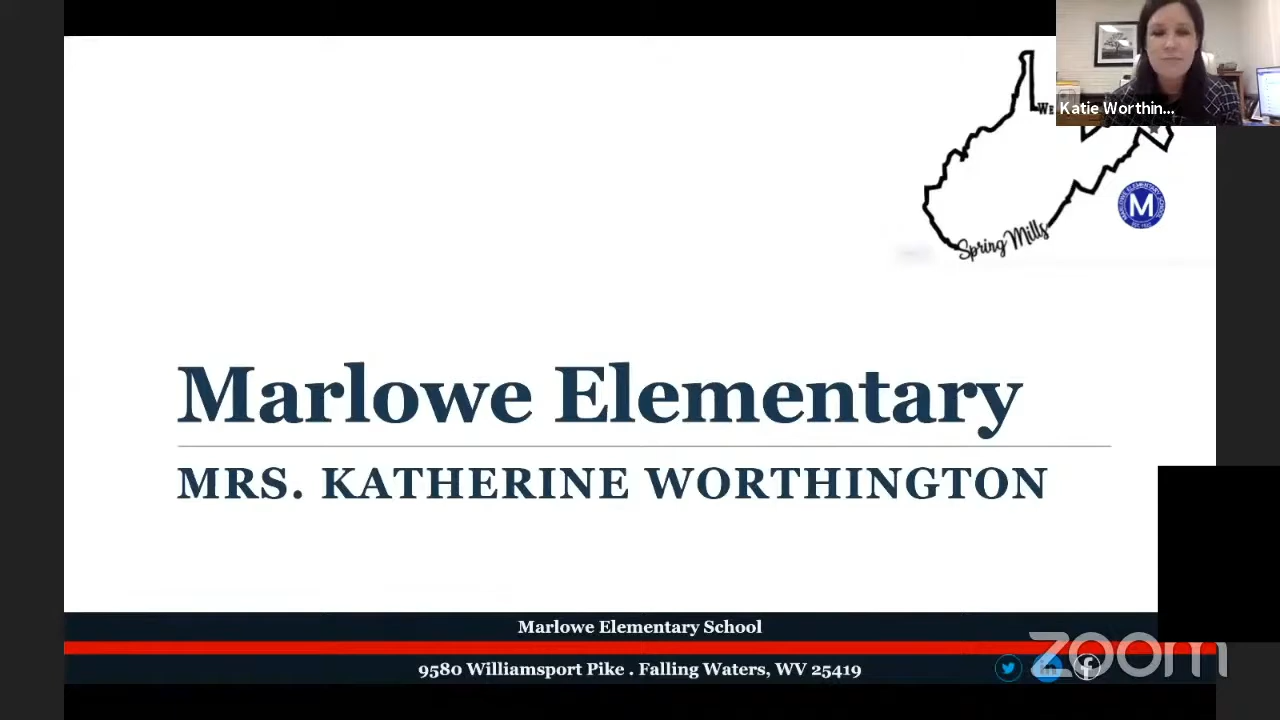 Katie Worthin...
Spring Mills
M
Marlowe Elementary
MRS. KATHERINE WORTHINGTON
Marlowe Elementary School
9580 Williamsport Pike . Falling Waters, WV 25419
zoom